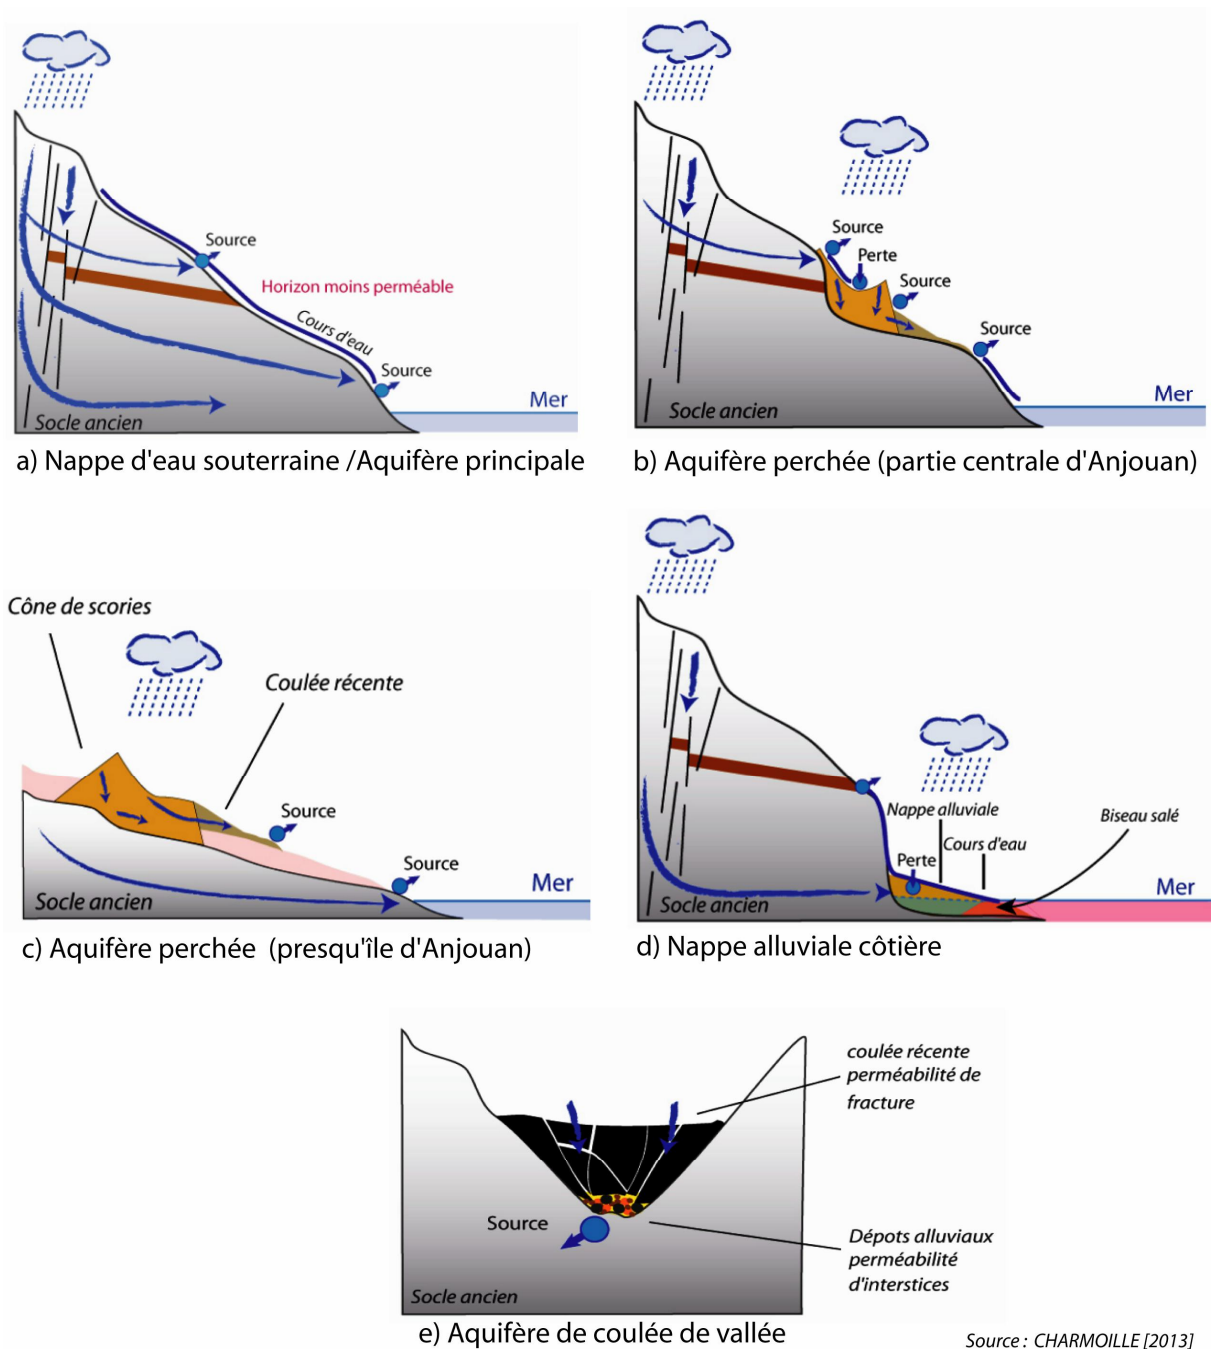 Source
Horizon moins perméable
Cours d'eau
Source
Mer
Socle ancien
a) Nappe d'eau souterraine /Aquifère principale
Source
Perte
Source
Source
Mer
Socle ancien
b) Aquifère perchée (partie centrale d'Anjouan)
Cône de scories
Coulée récente
Source
Source
Mer
Socle ancien
c) Aquifère perchée (presqu'île d'Anjouan)
Nappe alluviale
Biseau salé
Cours d'eau
Perte
Mer
Socle ancien
d) Nappe alluviale côtière
coulée récente
perméabilité de
fracture
Source
Dépots alluviaux
perméabilité
d'interstices
Socle ancien
e) Aquifère de coulée de vallée
Source : CHARMOILLE [2013]